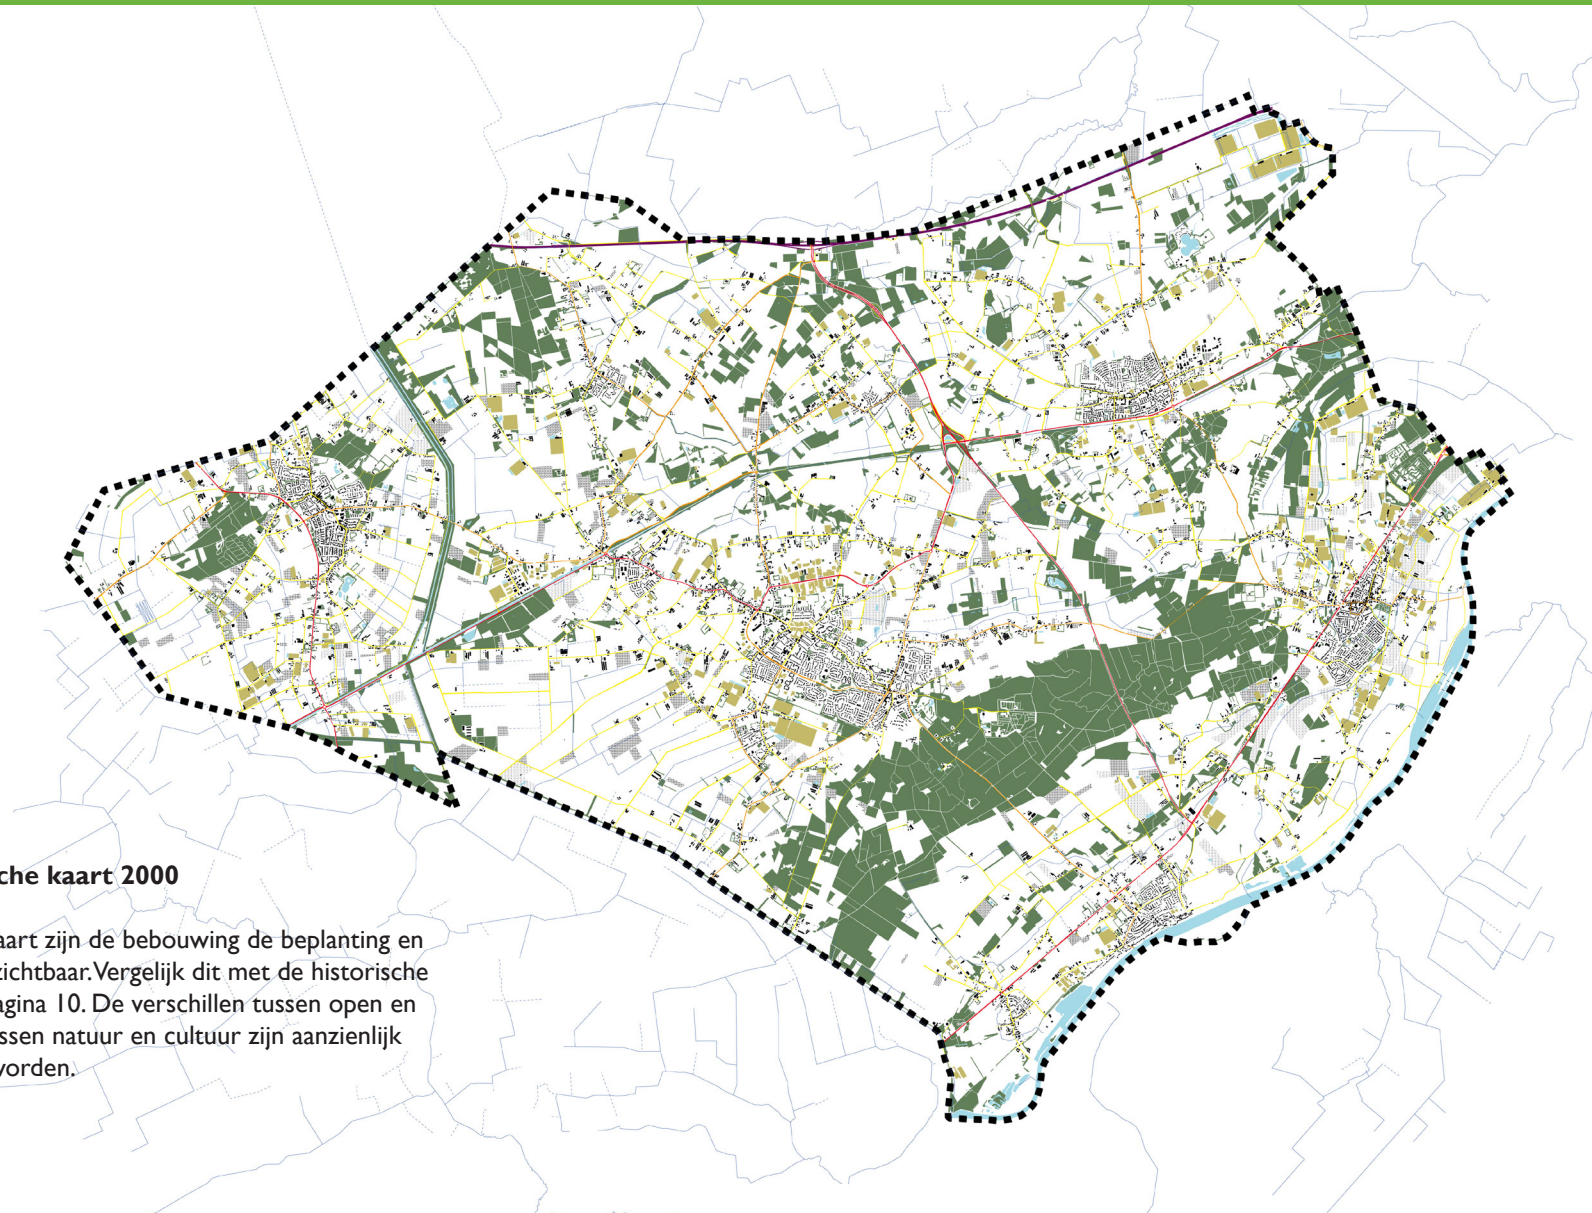 che kaart 2000
aart zijn de bebouwing de beplanting en
zichtbaar. Vergelijk dit met de historische
agina 10. De verschillen tussen open en
ssen natuur en cultuur zijn aanzienlijk
worden.